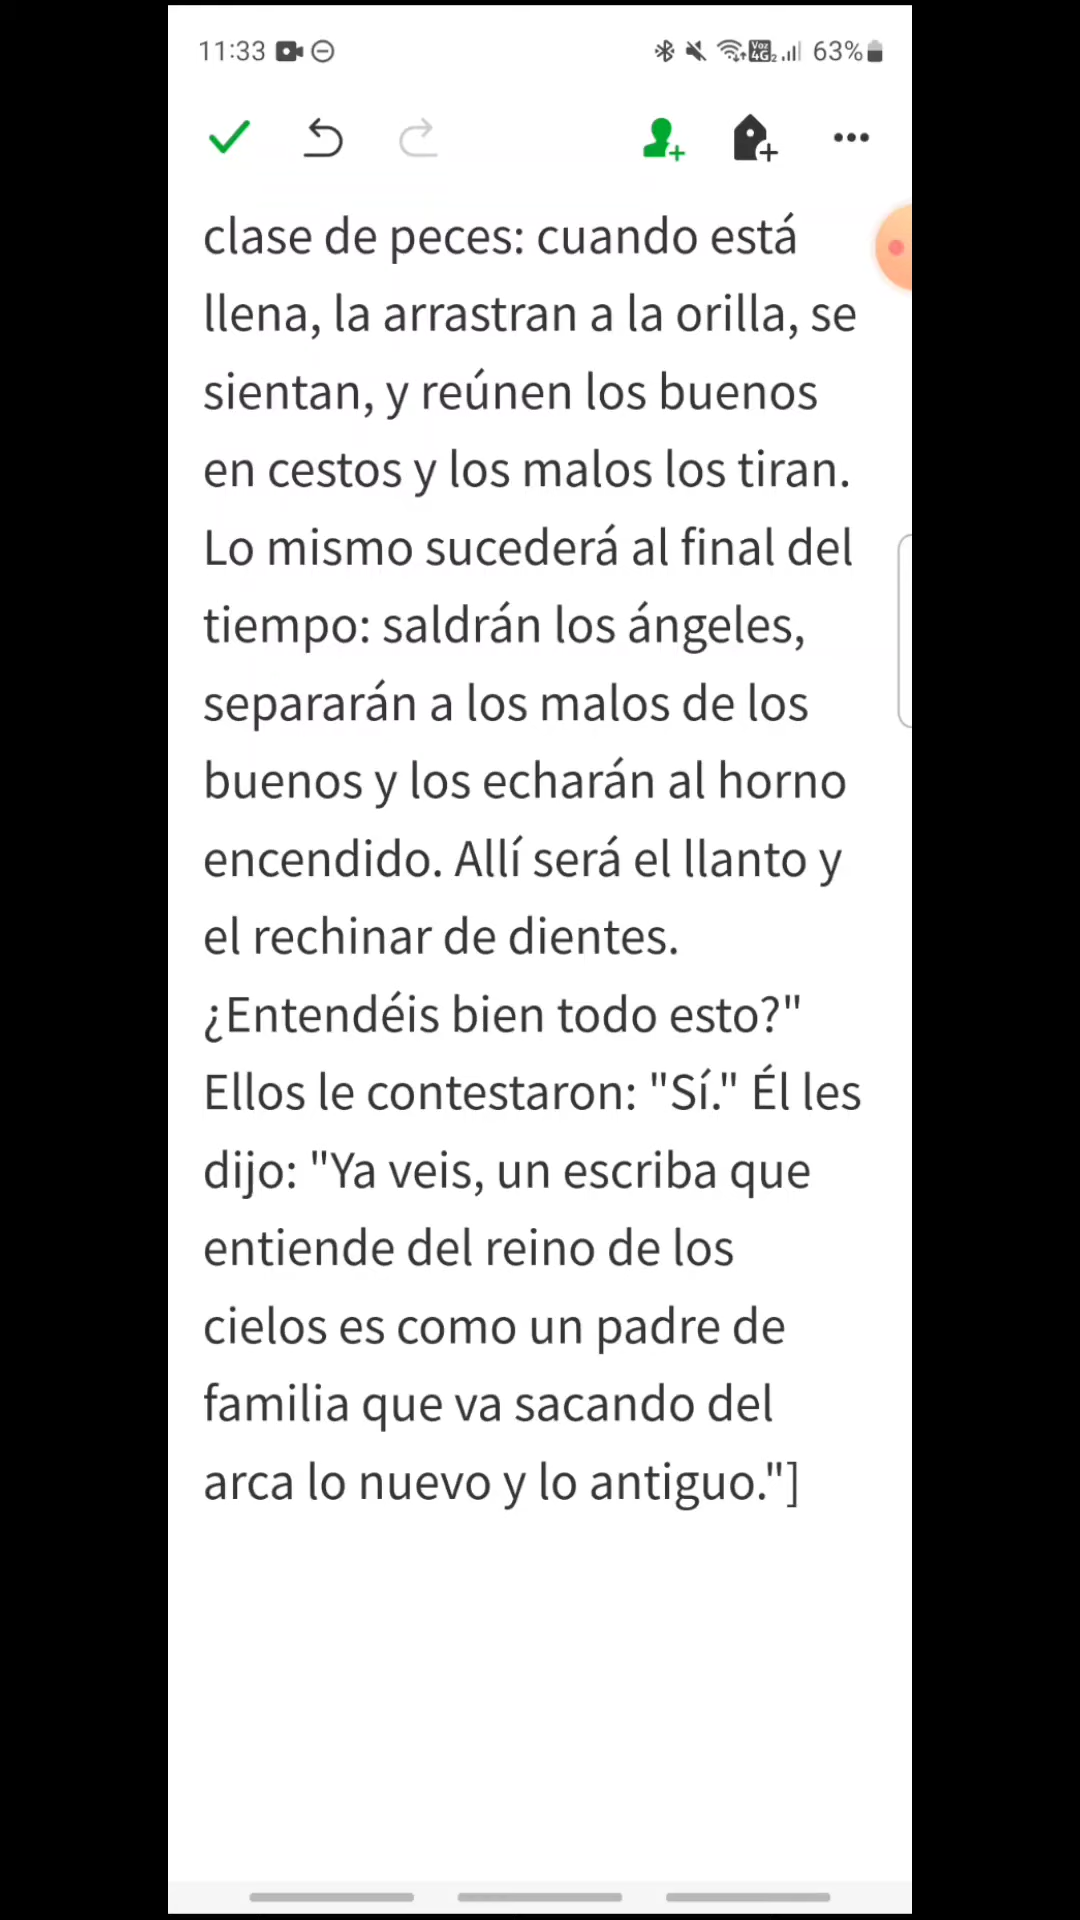 11:33 Voz 4G 2 63%
clase de peces: cuando está
llena, la arrastran a la orilla, se
sientan, y reúnen los buenos
en cestos y los malos los tiran.
Lo mismo sucederá al final del
tiempo: saldrán los ángeles,
separarán a los malos de los
buenos y los echarán al horno
encendido. Allí será el llanto y
el rechinar de dientes.
¿Entendéis bien todo esto?"
Ellos le contestaron: "Sí." Él les
dijo: "Ya veis, un escriba que
entiende del reino de los
cielos es como un padre de
familia que va sacando del
arca lo nuevo y lo antiguo."]